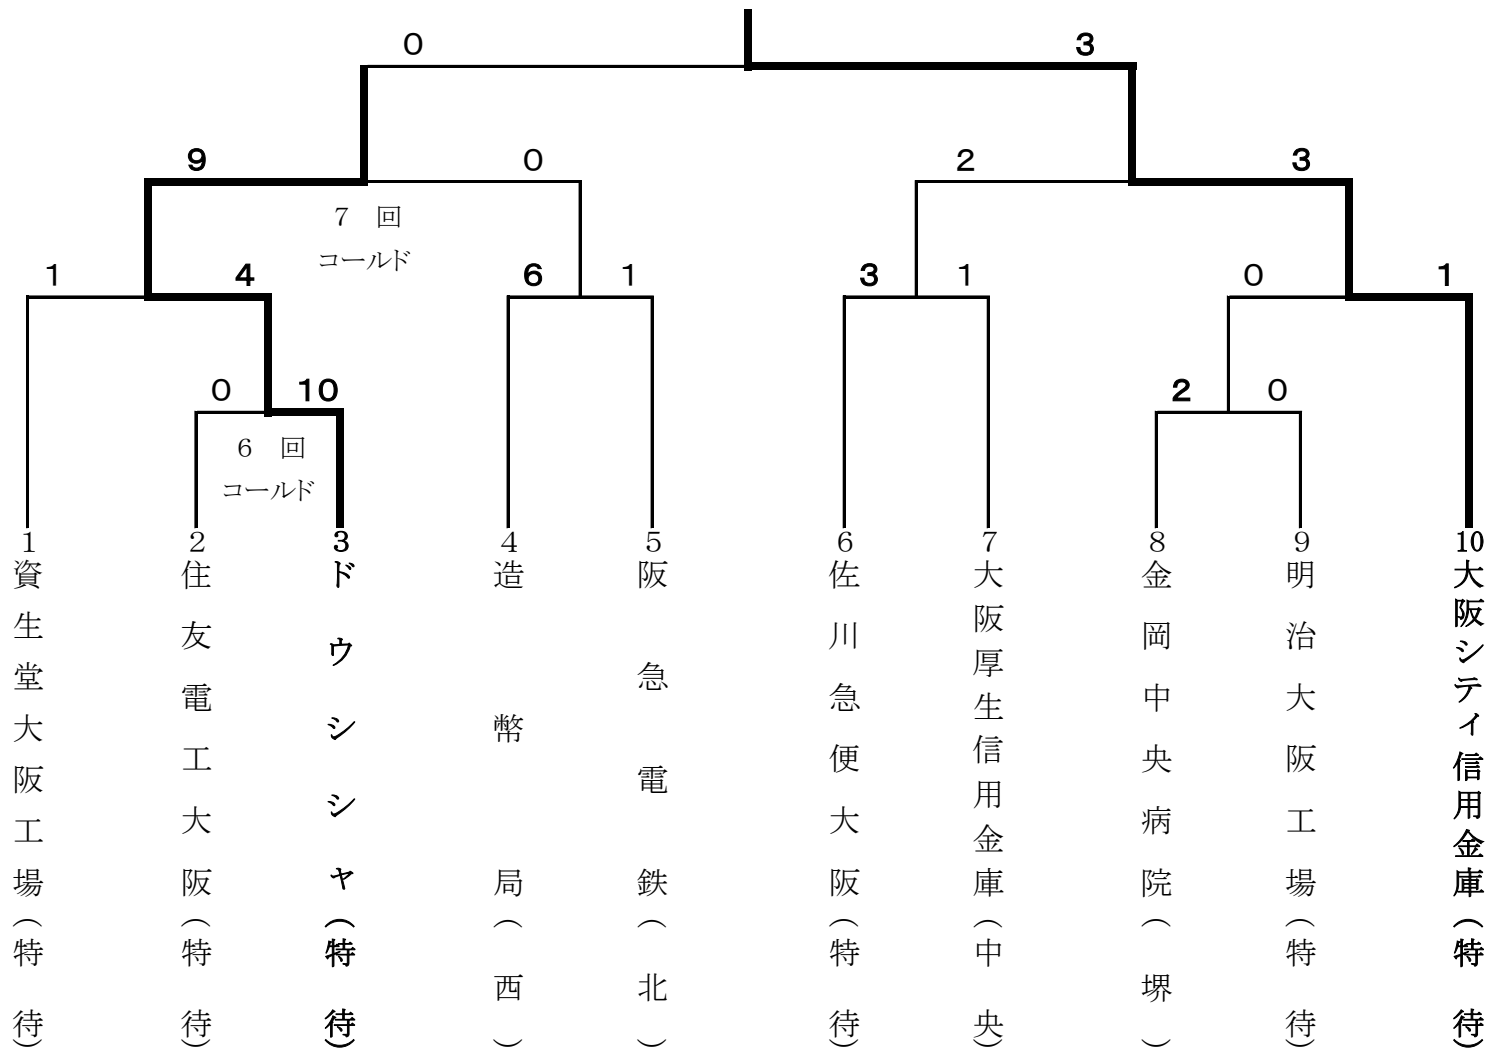 0 3
9 0 2 3
7 回
コールド
1 4 6 1 3 1 0 1
0 10 2 0
6 回
コールド
1 2 3 4 5 6 7 8 9 10
資生堂大阪工場(特待)
住友電工大阪(特待)
ドウシシャ(特待)
造幣局(西)
阪急電鉄(北)
佐川急便大阪(特待)
大阪厚生信用金庫(中央)
金岡中央病院(堺)
明治大阪工場(特待)
大阪シティ信用金庫(特待)